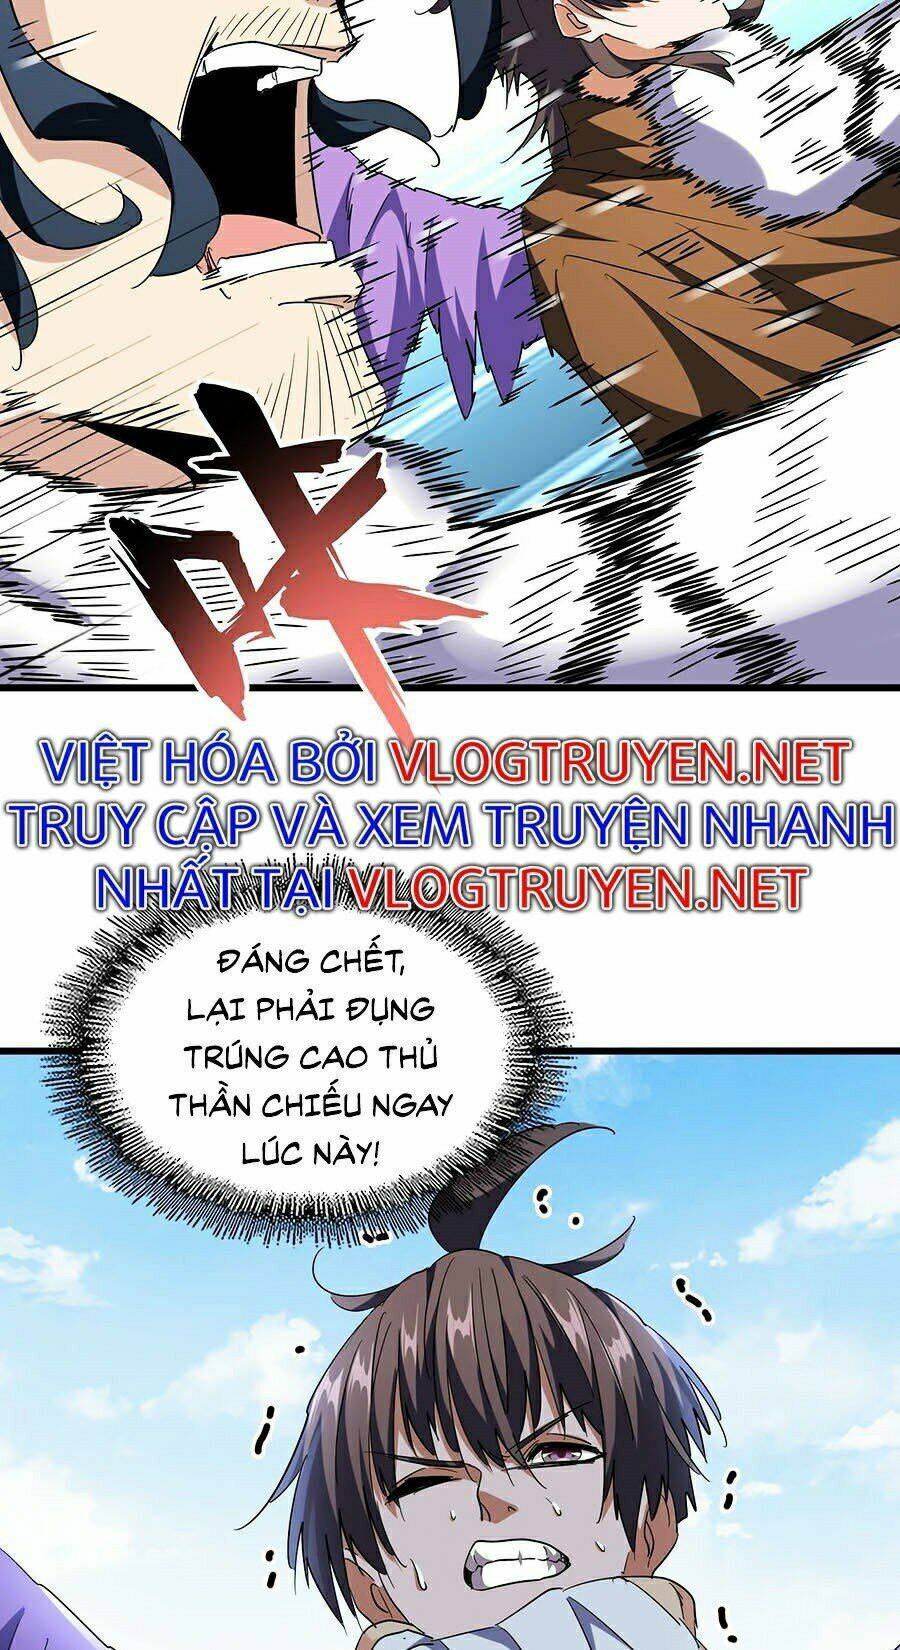 咚
VIỆT HÓA BỞI VLOGTRUYEN.NET
TRUY CẬP VÀ XEM TRUYỆN NHANH
NHẤT TẠI VLOGTRUYEN.NET
ĐÁNG CHẾT,
LẠI PHẢI ĐỤNG
TRÚNG CAO THỦ
THẦN CHIẾU NGAY
LÚC NÀY!